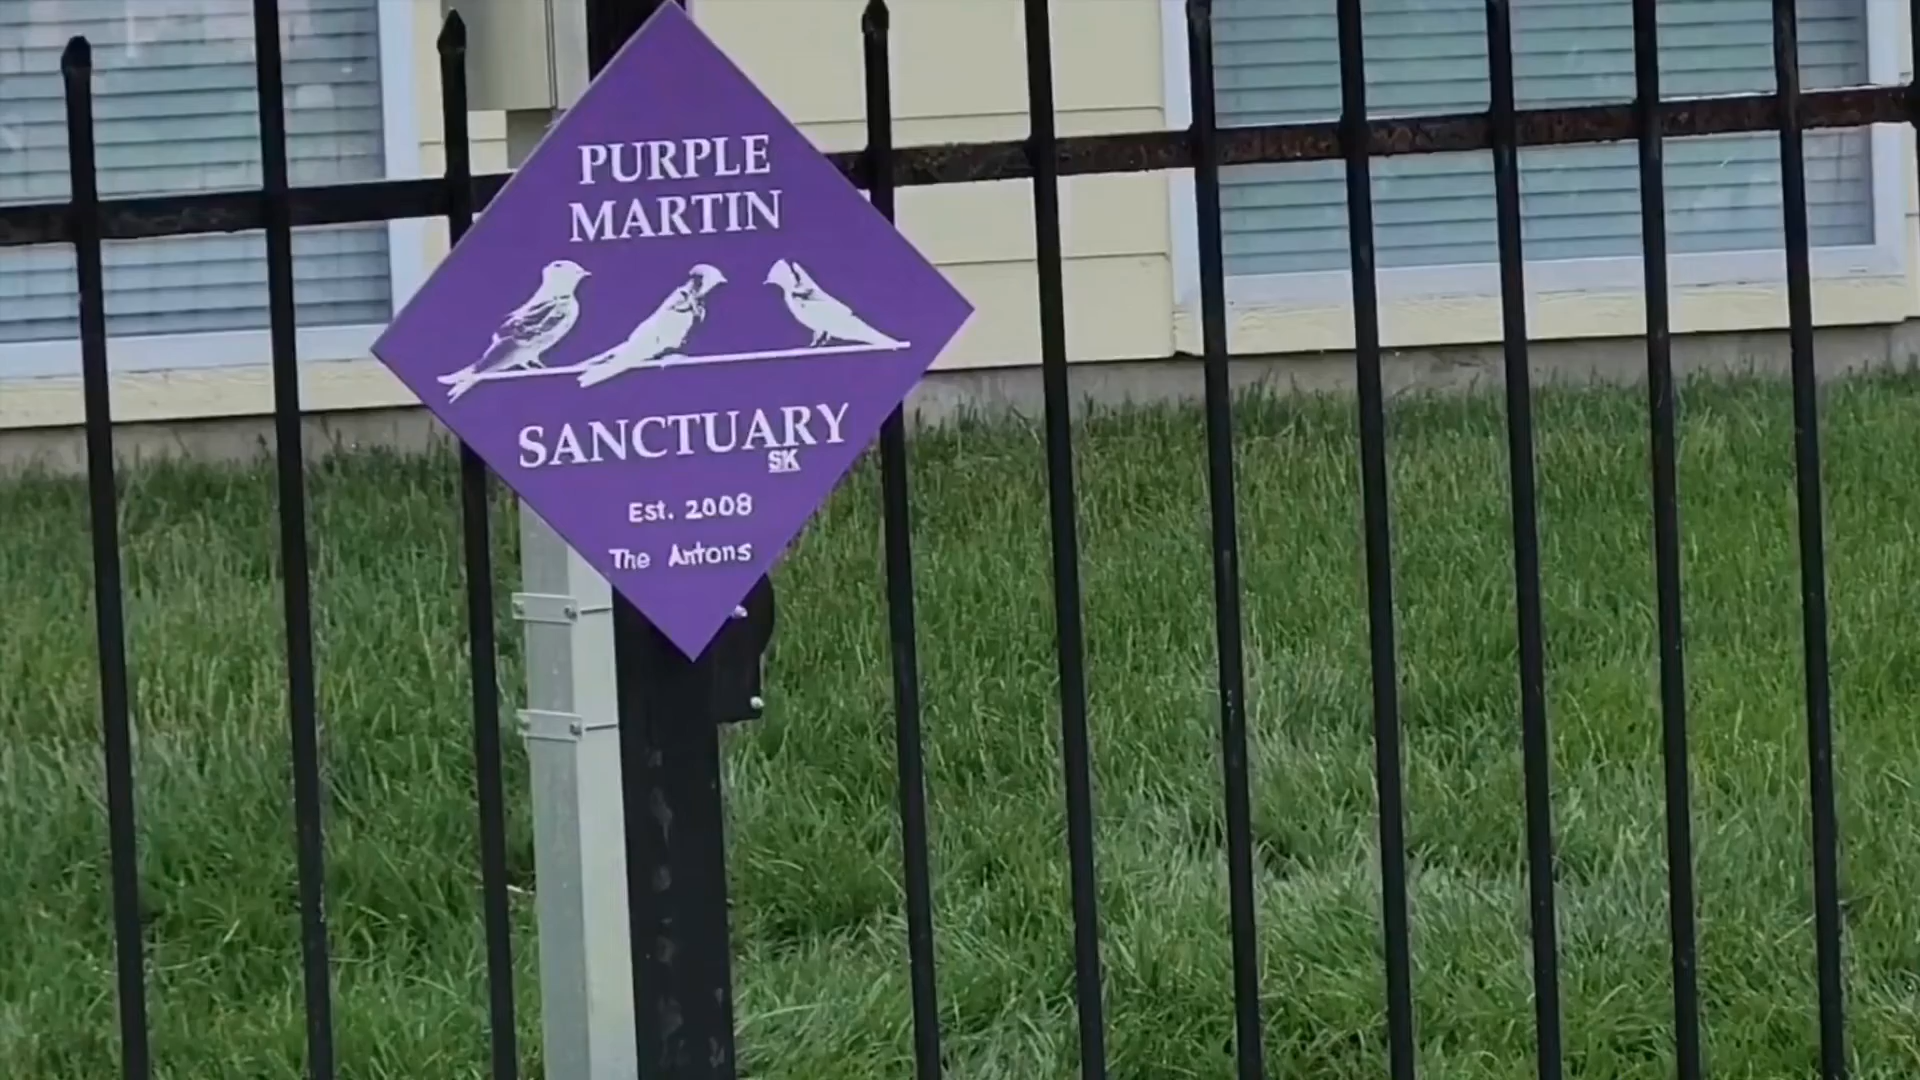 PURPLE
MARTIN
SANCTUARY
SK
Est. 2008
The Antons